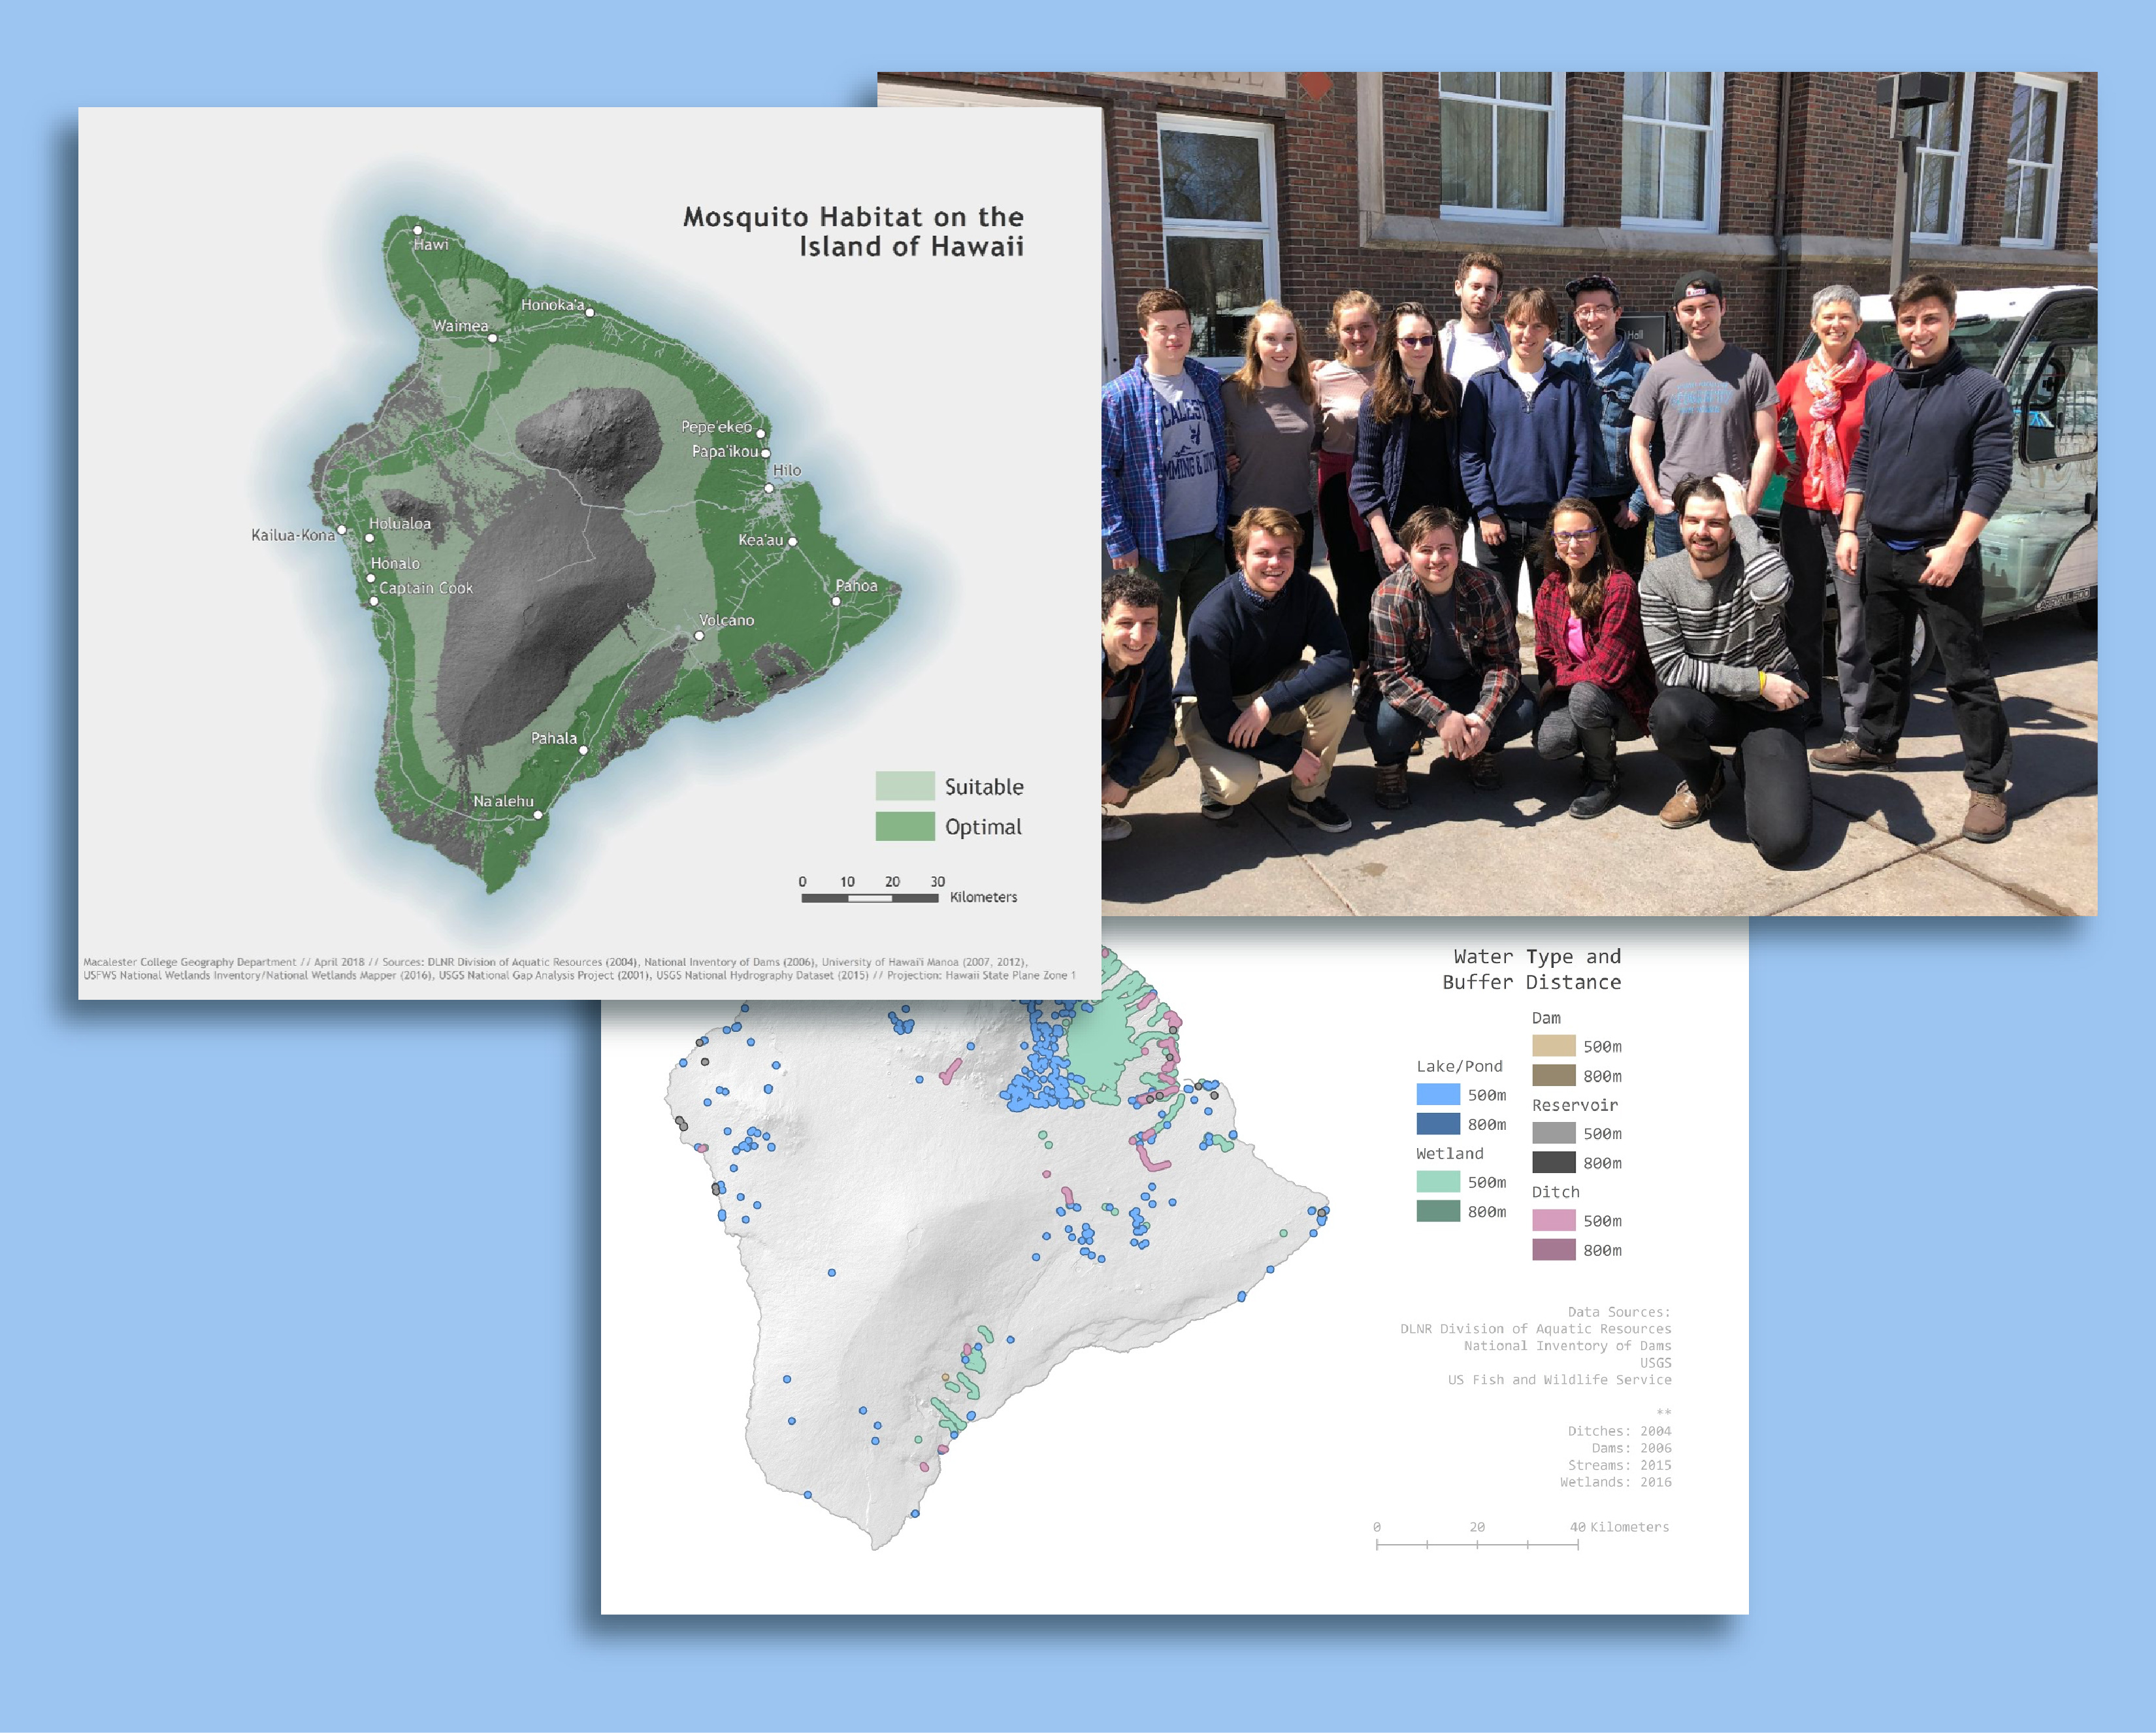 Mosquito Habitat on the
Island of Hawaii
Hawi
Honoka'a
Waimea
Pepe'ekeo
Papa'ikou
Hilo
Kailua-Kona
Holualoa
Kea'au
Honalo
Captain Cook
Pahoa
Volcano
Pahala
Na'alehu
Suitable
Optimal
0 10 20 30
Kilometers
Macalester College Geography Department // April 2018 // Sources: DLNR Division of Aquatic Resources (2004), National Inventory of Dams (2006), University of Hawai'i Manoa (2007, 2012),
USFWS National Wetlands Inventory/National Wetlands Mapper (2016), USGS National Gap Analysis Project (2001), USGS National Hydrography Dataset (2015) // Projection: Hawaii State Plane Zone 1
Hall
Water Type and
Buffer Distance
Lake/Pond
500m
800m
Wetland
500m
800m
Dam
500m
800m
Reservoir
500m
800m
Ditch
500m
800m
Data Sources:
DLNR Division of Aquatic Resources
National Inventory of Dams
USGS
US Fish and Wildlife Service
**
Ditches: 2004
Dams: 2006
Streams: 2015
Wetlands: 2016
0 20 40 Kilometers